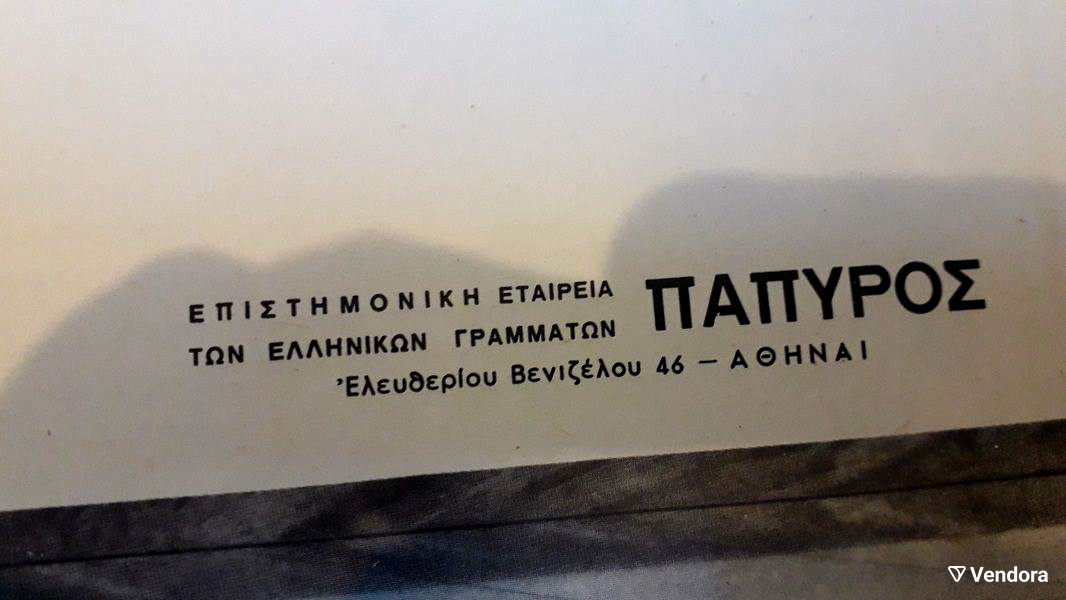 ΕΠΙΣΤΗΜΟΝΙΚΗ ΕΤΑΙΡΕΙΑ
ΤΩΝ ΕΛΛΗΝΙΚΩΝ ΓΡΑΜΜΑΤΩΝ
ΠΑΠΥΡΟΣ
Ἐλευθερίου Βενιζέλου 46 — ΑΘΗΝΑΙ
Vendora